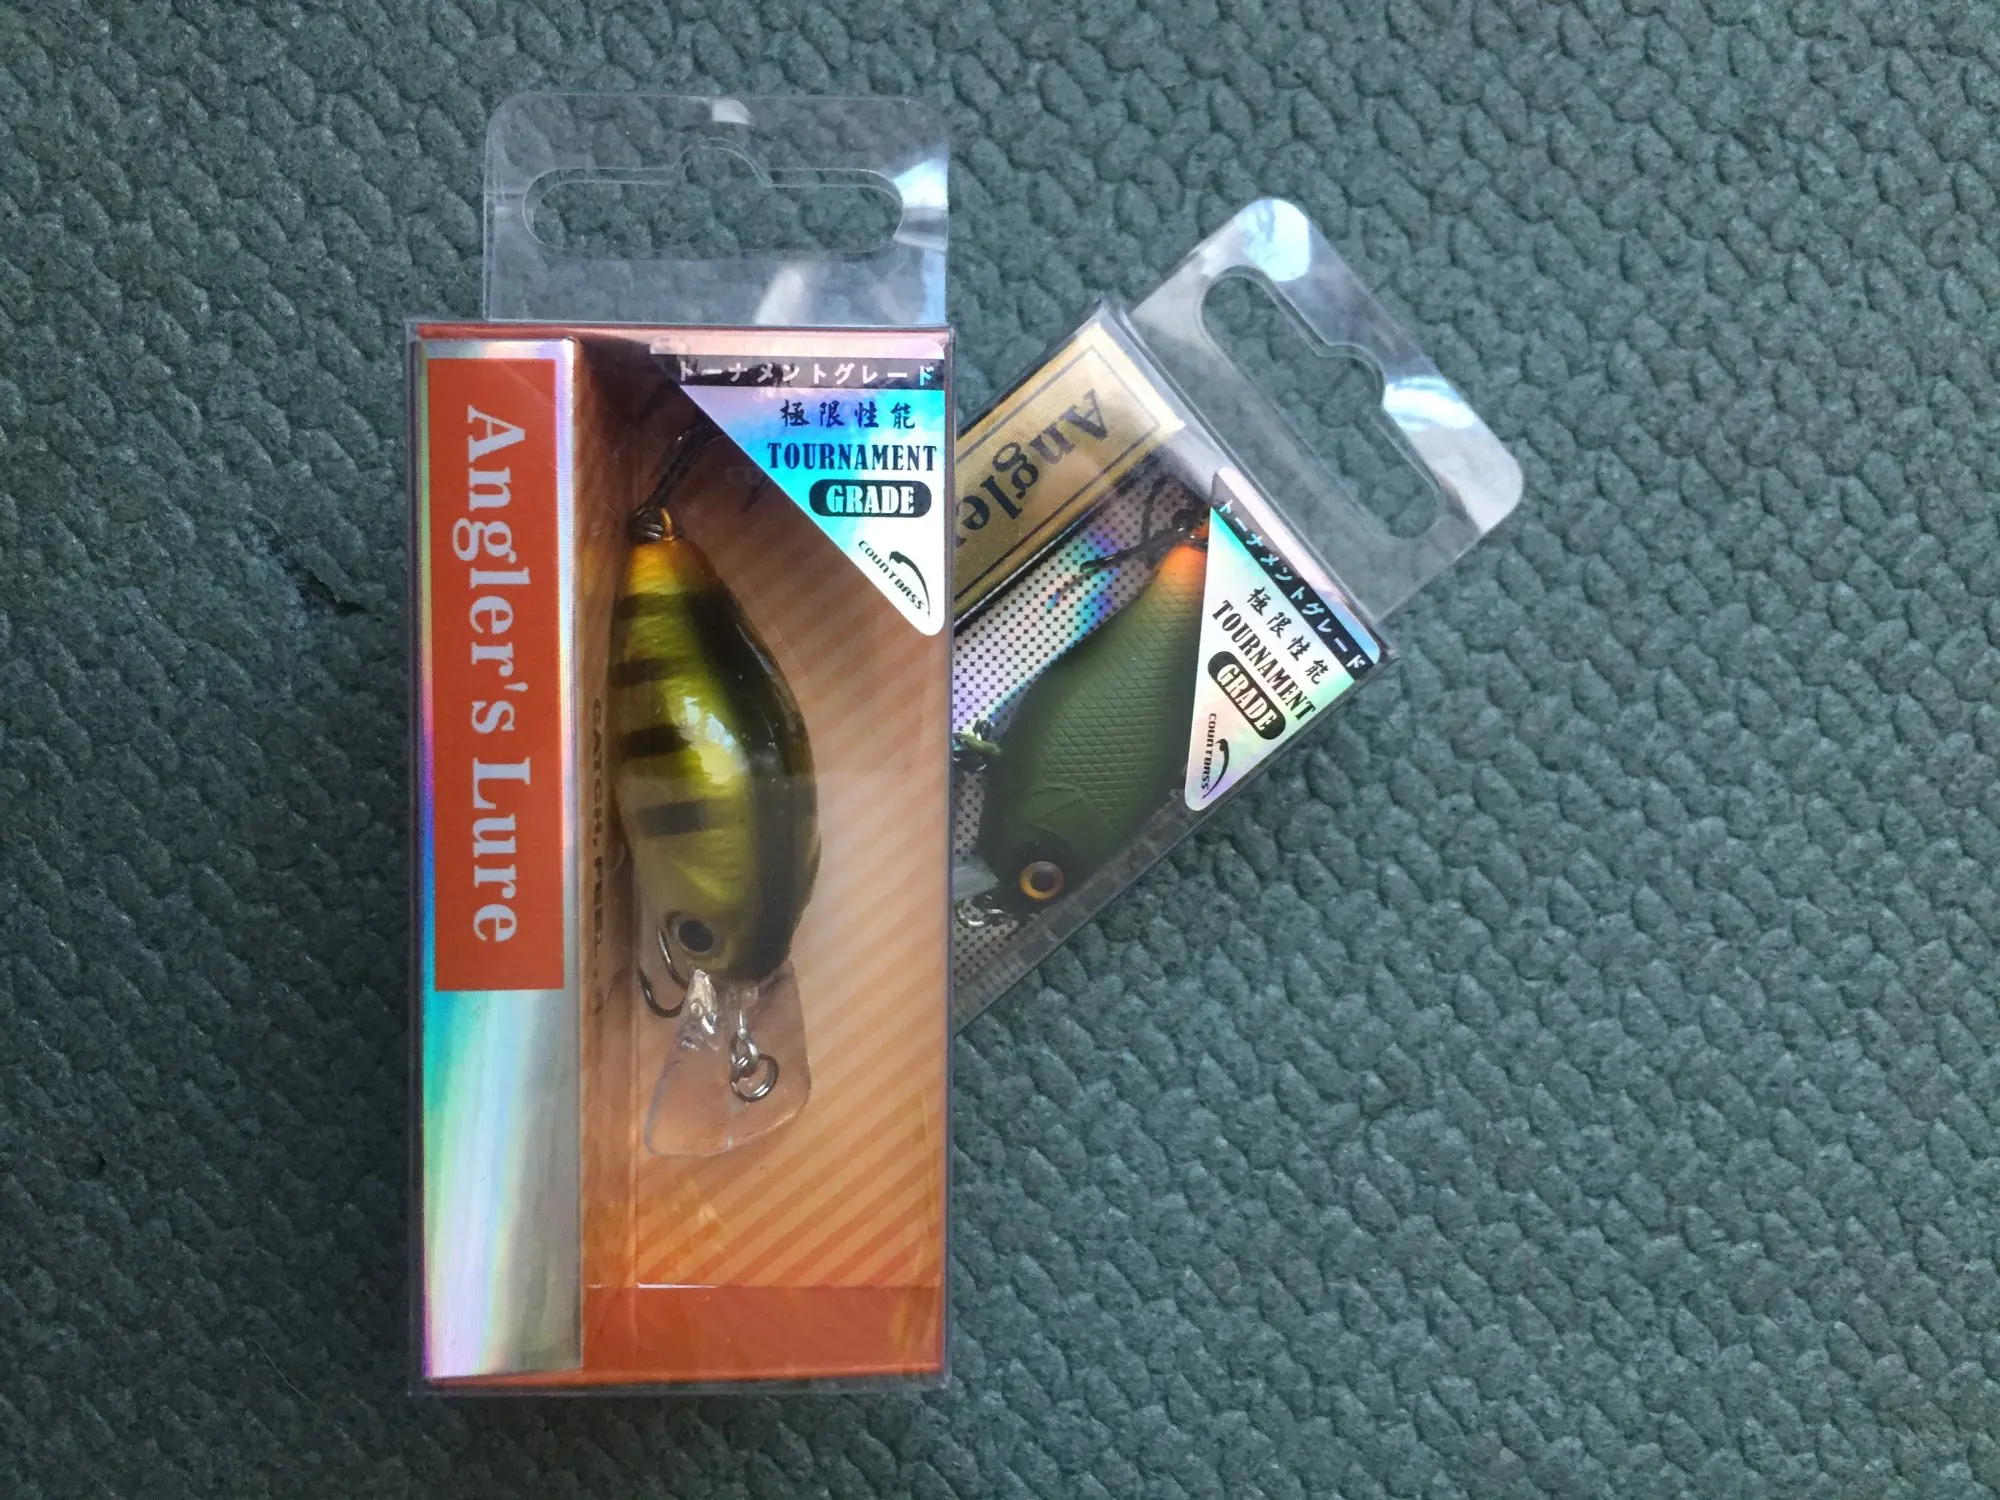 Angler's Lure
トーナメントグレード
極限性能
TOURNAMENT
GRADE
COUNTBASS
Angle
トーナメントグレード
極限性能
TOURNAMENT
GRADE
COUNTBASS